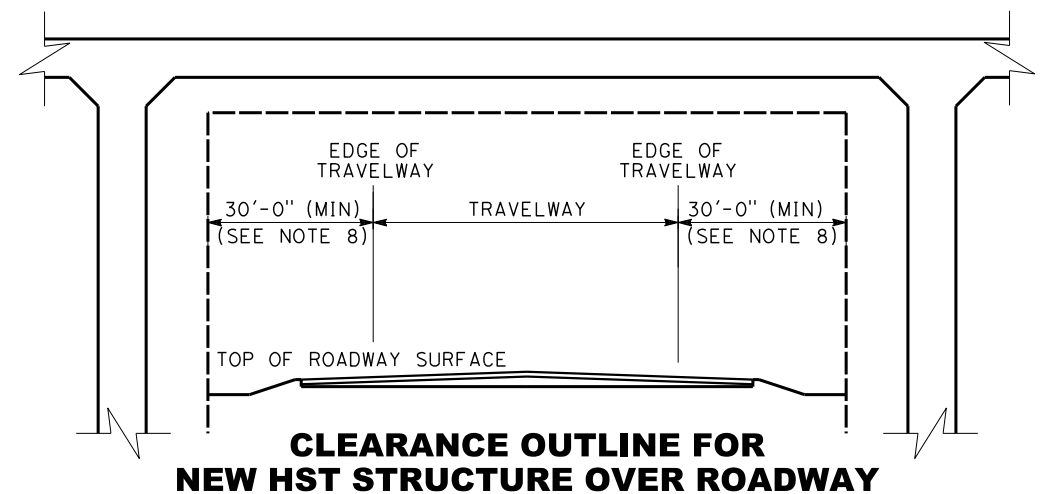 EDGE OF
TRAVELWAY
EDGE OF
TRAVELWAY
30'-0" (MIN)
(SEE NOTE 8)
TRAVELWAY
30'-0" (MIN)
(SEE NOTE 8)
TOP OF ROADWAY SURFACE
CLEARANCE OUTLINE FOR
NEW HST STRUCTURE OVER ROADWAY